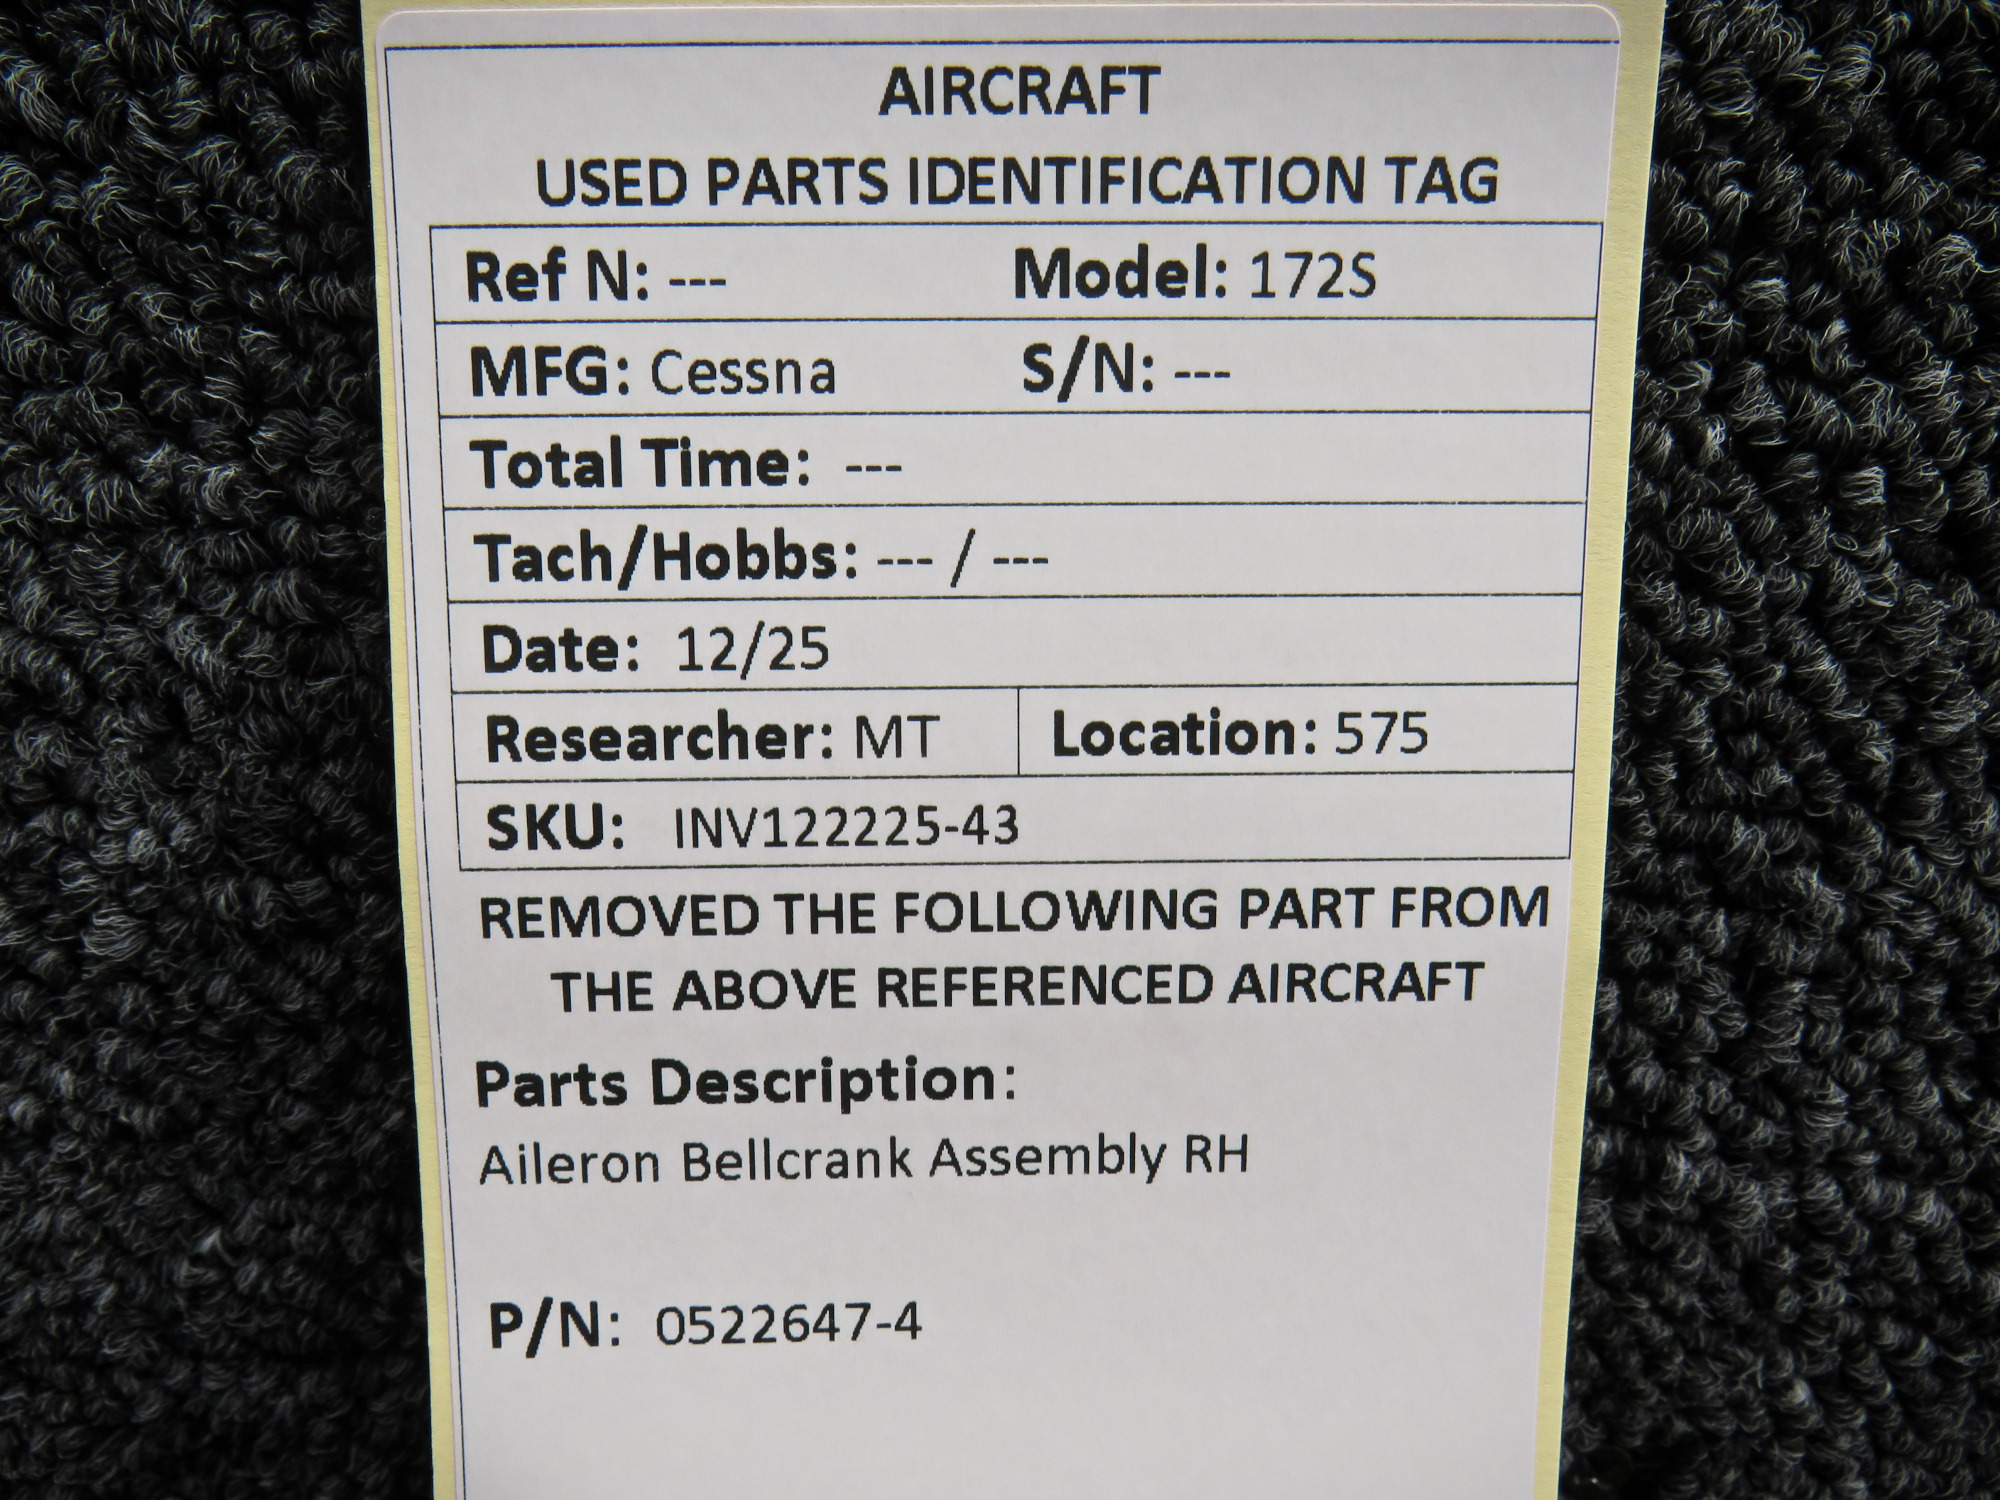 AIRCRAFT
USED PARTS IDENTIFICATION TAG
Ref N: --- Model: 172S
MFG: Cessna S/N: ---
Total Time: ---
Tach/Hobbs: --- / ---
Date: 12/25
Researcher: MT Location: 575
SKU: INV122225-43
REMOVED THE FOLLOWING PART FROM
THE ABOVE REFERENCED AIRCRAFT
Parts Description:
Aileron Bellcrank Assembly RH
P/N: 0522647-4